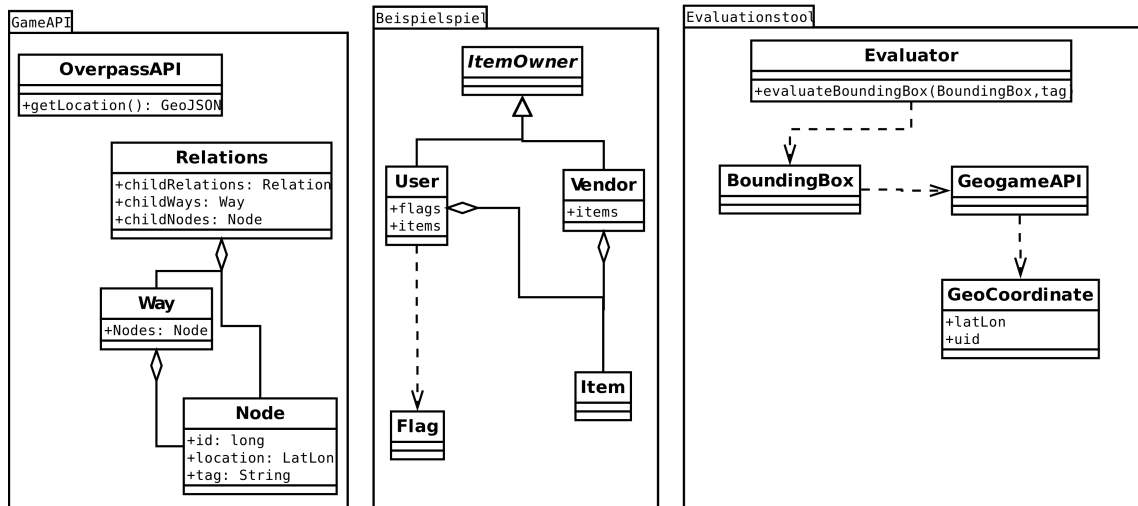 GameAPI
OverpassAPI
+getLocation(): GeoJSON
Relations
+childRelations: Relation
+childWays: Way
+childNodes: Node
Way
+Nodes: Node
Node
+id: long
+location: LatLon
+tag: String
Beispielspiel
ItemOwner
User
+flags
+items
Vendor
+items
Item
Flag
Evaluationstool
Evaluator
+evaluateBoundingBox(BoundingBox,tag)
BoundingBox
GeogameAPI
GeoCoordinate
+latLon
+uid